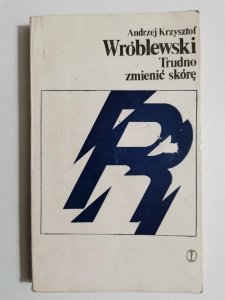 Andrzej Krzysztof
Wróblewski
Trudno
zmienić skórę
R